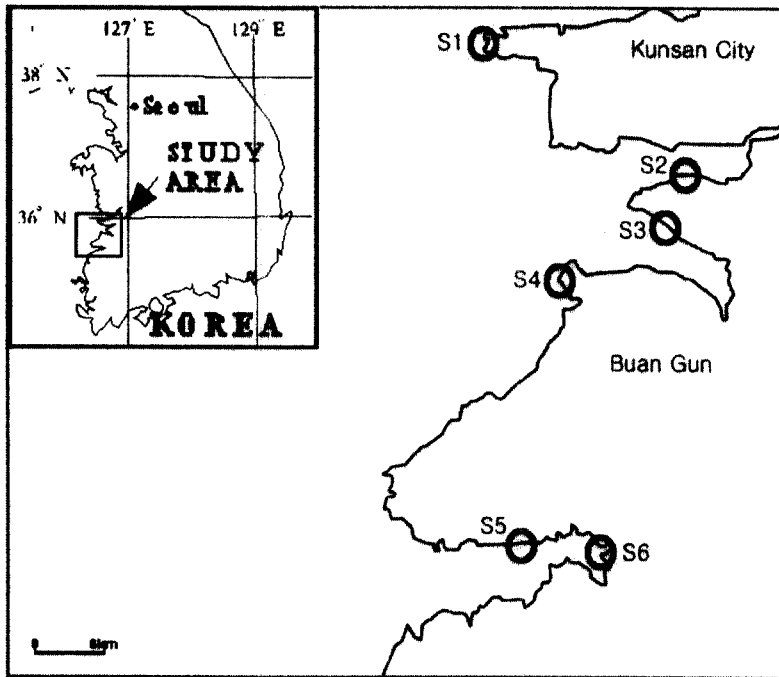 127° E 129° E
38° N
Seoul
STUDY
AREA
36° N
KOREA
S1
Kunsan City
S2
S3
S4
Buan Gun
S5
S6
0